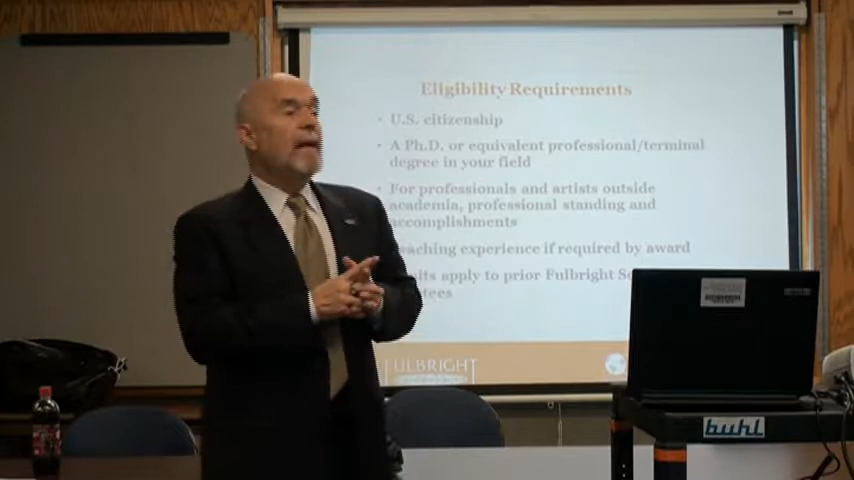 Eligibility Requirements
• U.S. citizenship
• A Ph.D. or equivalent professional/terminal
degree in your field
• For professionals and artists outside
academia, professional standing and
accomplishments
teaching experience if required by award
apply to prior Fulbright
ULBRIGHT
buhl